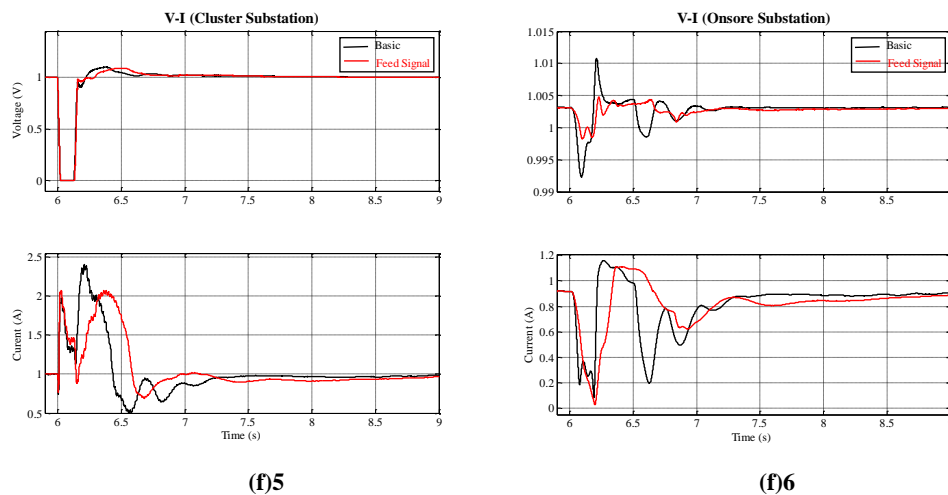 V-I (Cluster Substation)
Basic
Feed Signal
Voltage (V)
1
0.5
0
6 6.5 7 7.5 8 8.5 9
Curent (A)
2.5
2
1.5
1
0.5
6 6.5 7 7.5 8 8.5 9
Time (s)
(f)5
V-I (Onsore Substation)
Basic
Feed Signal
1.015
1.01
1.003
1
0.995
0.99
6 6.5 7 7.5 8 8.5
Current (A)
1.2
1
0.8
0.6
0.4
0.2
0
6 6.5 7 7.5 8 8.5
Time (s)
(f)6